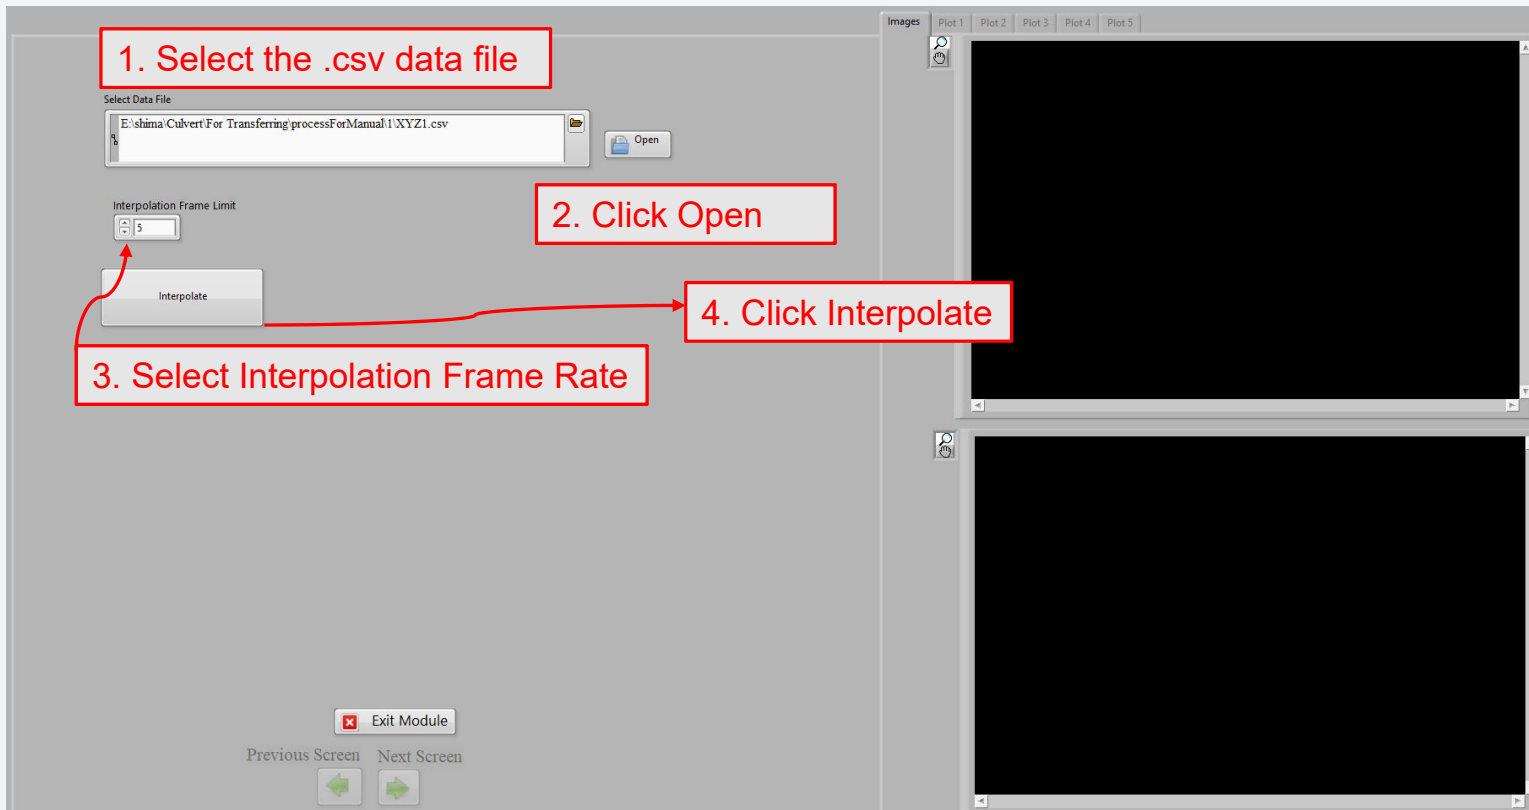 Images Plot 1 Plot 2 Plot 3 Plot 4 Plot 5
1. Select the .csv data file
Select Data File
E:\shima\Culvert\For Transferring\processForManual\1\XYZ1.csv
Open
Interpolation Frame Limit
5
2. Click Open
Interpolate
4. Click Interpolate
3. Select Interpolation Frame Rate
Exit Module
Previous Screen Next Screen